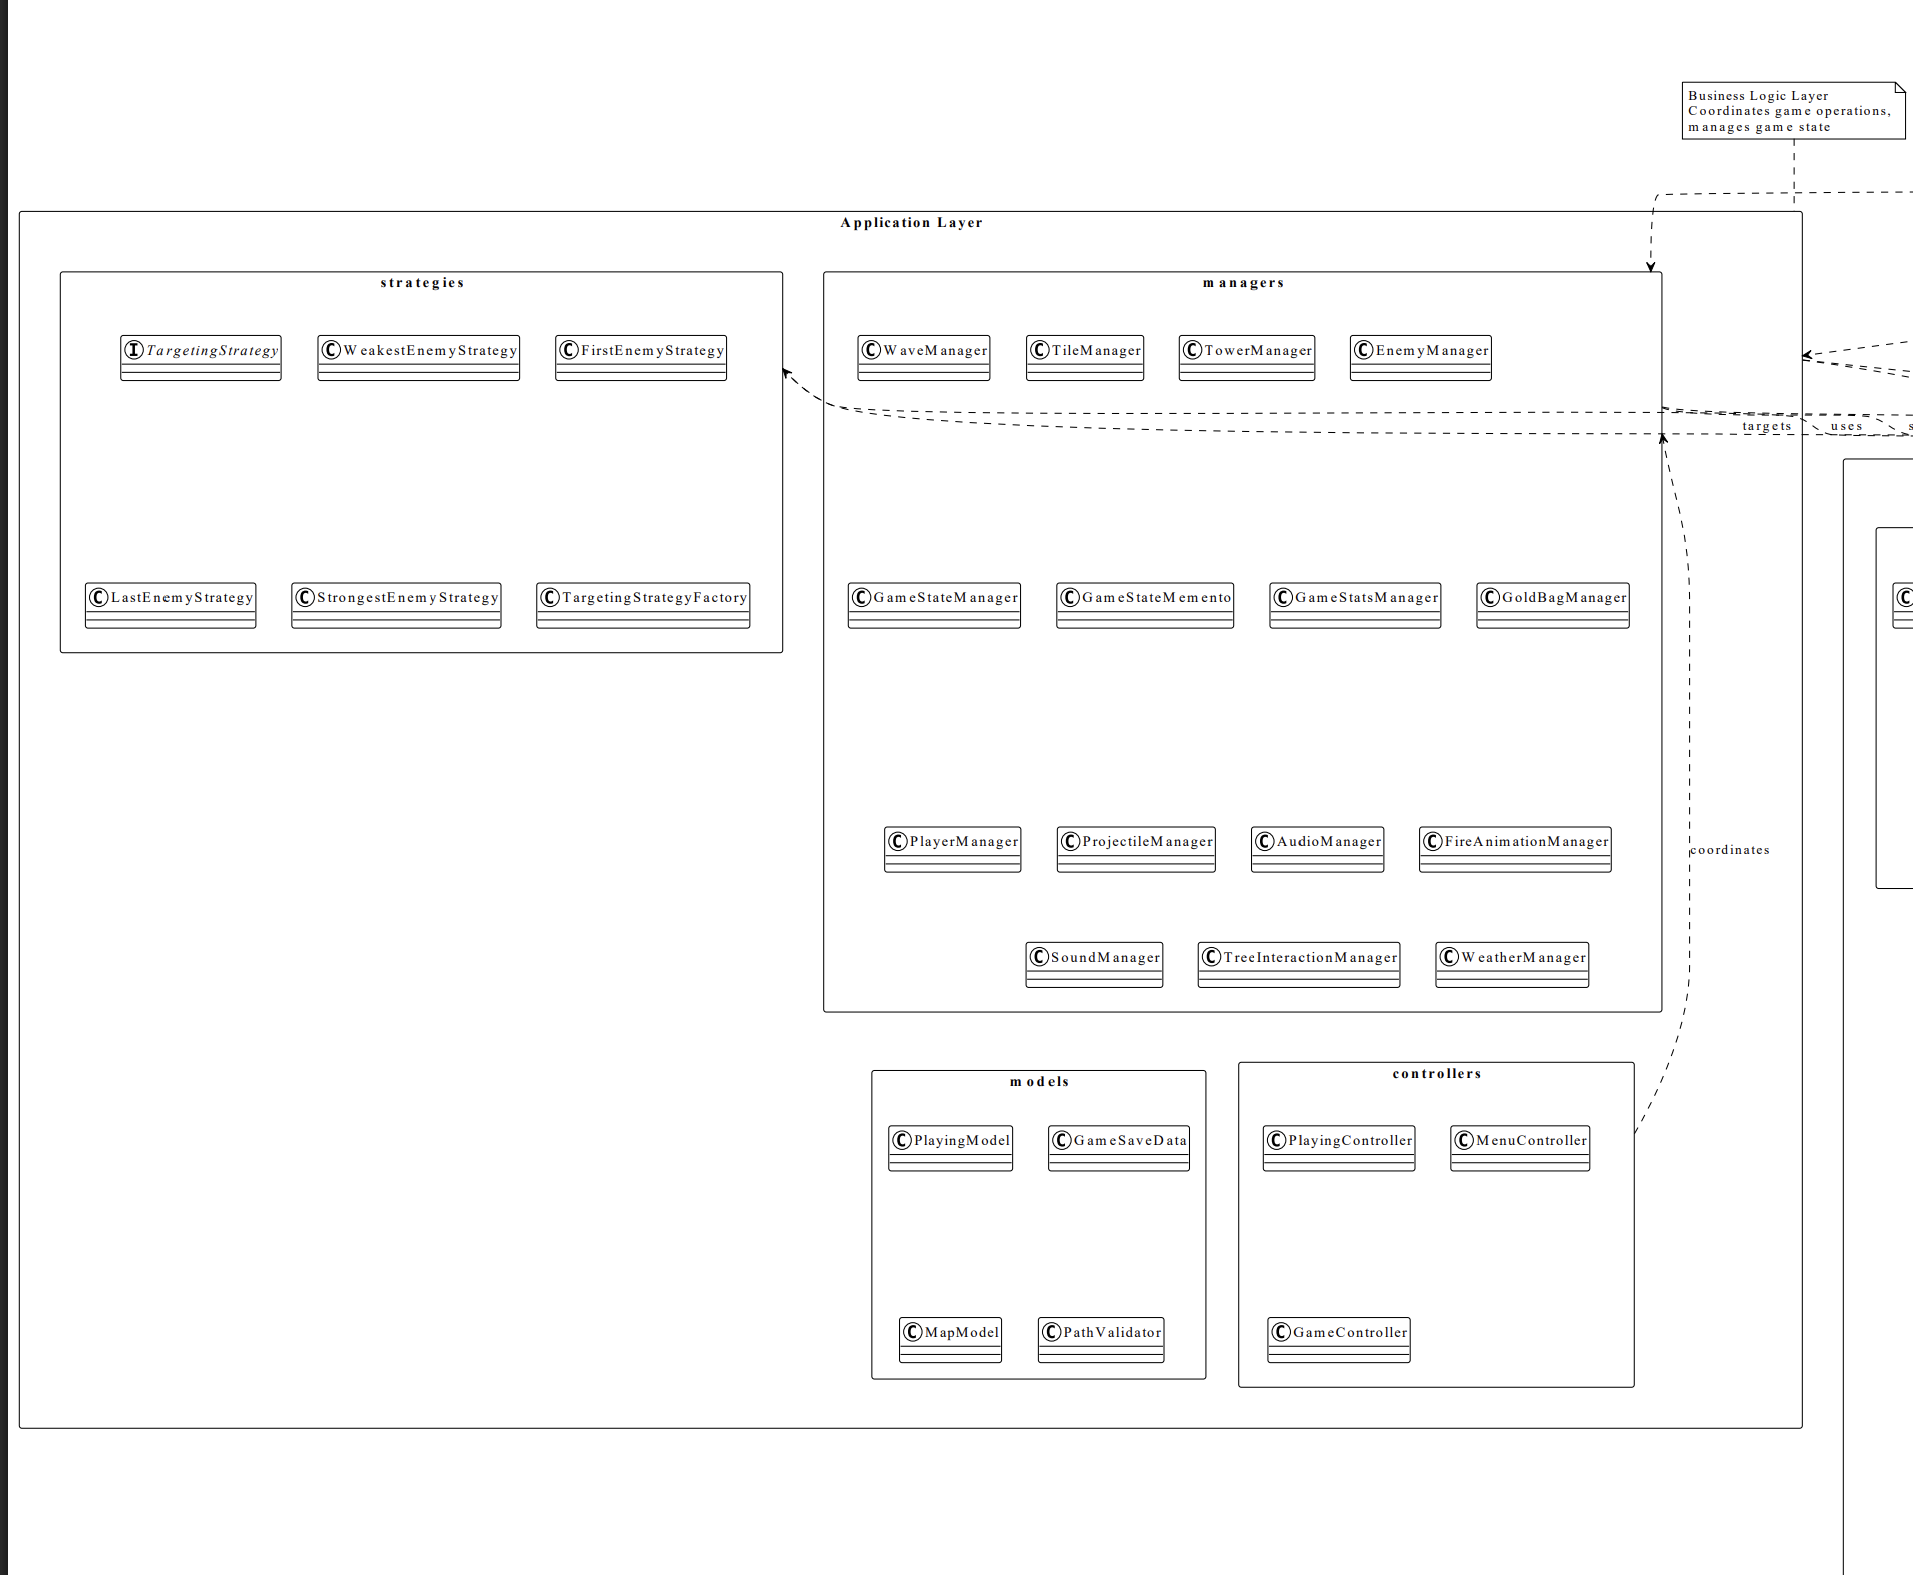 Business Logic Layer
Coordinates game operations,
manages game state
Application Layer
strategies
I TargetingStrategy
C WeakestEnemyStrategy
C FirstEnemyStrategy
C LastEnemyStrategy
C StrongestEnemyStrategy
C TargetingStrategyFactory
managers
C WaveManager
C TileManager
C TowerManager
C EnemyManager
targets
uses
s
C GameStateManager
C GameStateMemento
C GameStatsManager
C GoldBagManager
C
C PlayerManager
C ProjectileManager
C AudioManager
C FireAnimationManager
coordinates
C SoundManager
C TreeInteractionManager
C WeatherManager
models
C PlayingModel
C GameSaveData
C MapModel
C PathValidator
controllers
C PlayingController
C MenuController
C GameController